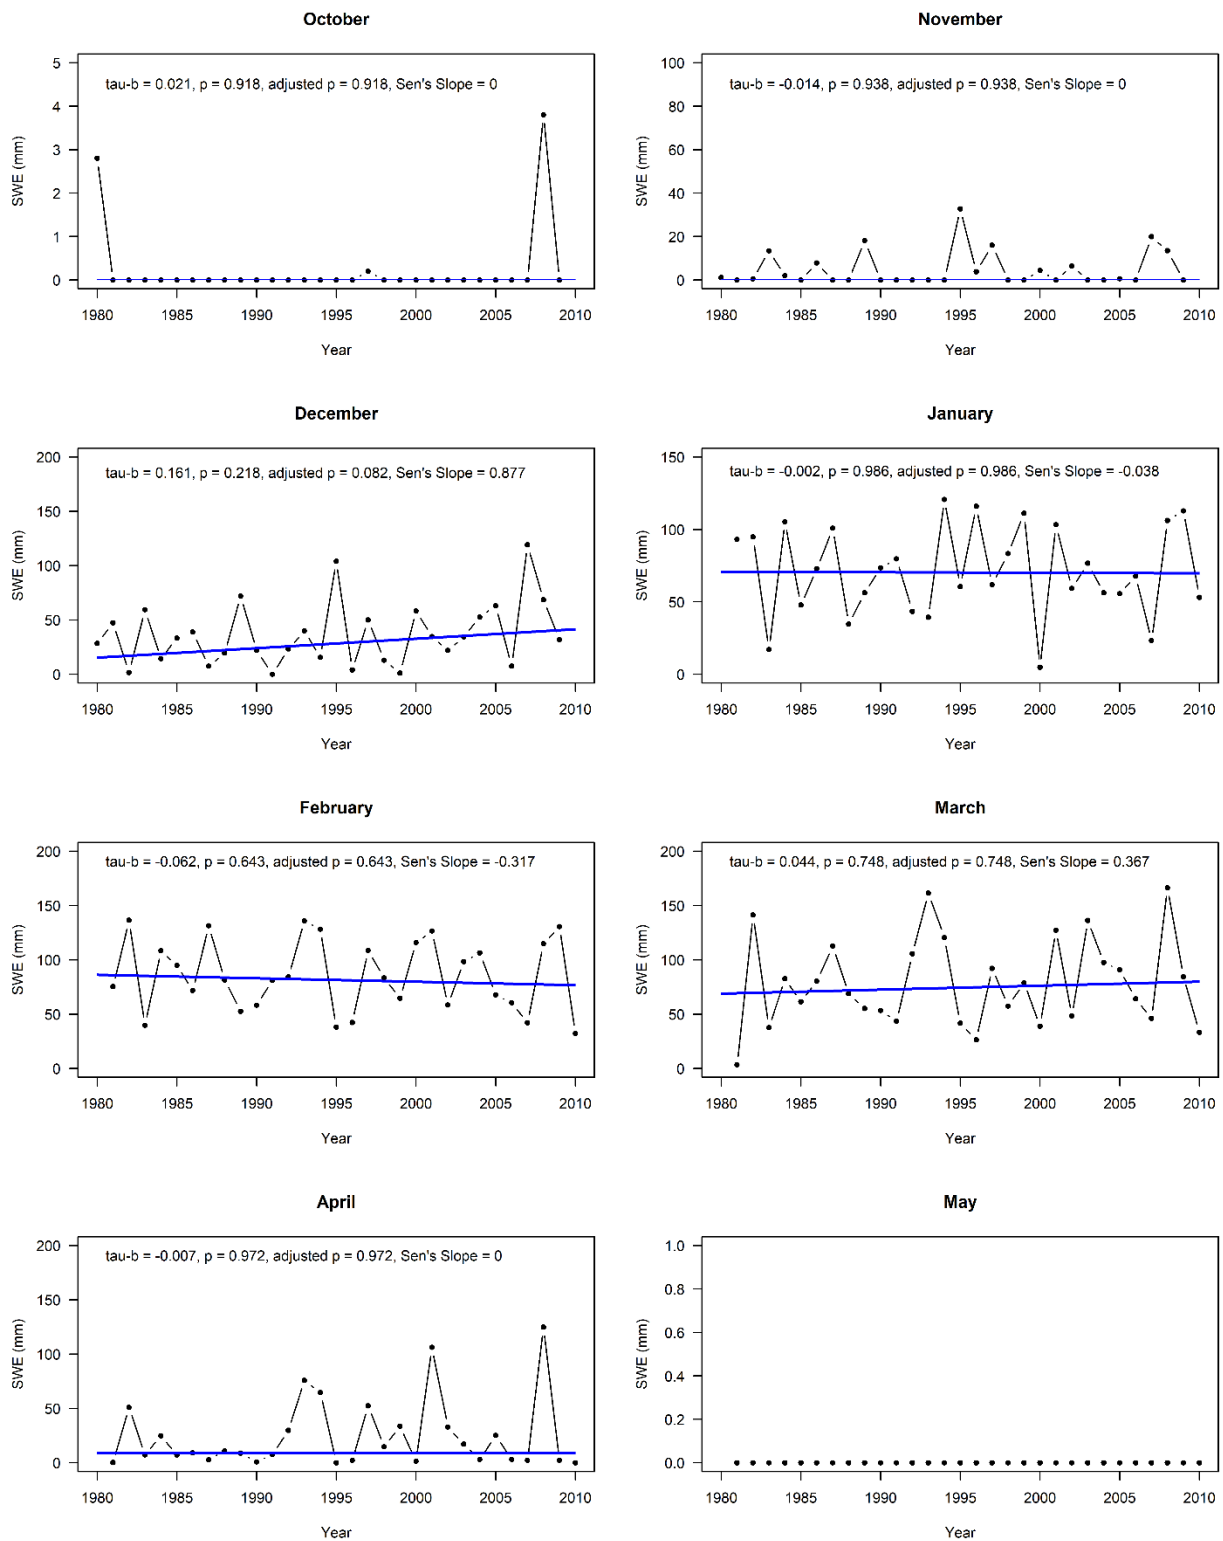 October
tau-b = 0.021, p = 0.918, adjusted p = 0.918, Sen's Slope = 0
5
4
3
2
1
0
SWE (mm)
1980 1985 1990 1995 2000 2005 2010
Year
November
tau-b = -0.014, p = 0.938, adjusted p = 0.938, Sen's Slope = 0
100
80
60
40
20
0
SWE (mm)
1980 1985 1990 1995 2000 2005 2010
Year
December
tau-b = 0.161, p = 0.218, adjusted p = 0.082, Sen's Slope = 0.877
200
150
100
50
0
SWE (mm)
1980 1985 1990 1995 2000 2005 2010
Year
January
tau-b = -0.002, p = 0.986, adjusted p = 0.986, Sen's Slope = -0.038
150
100
50
0
SWE (mm)
1980 1985 1990 1995 2000 2005 2010
Year
February
tau-b = -0.062, p = 0.643, adjusted p = 0.643, Sen's Slope = -0.317
200
150
100
50
0
SWE (mm)
1980 1985 1990 1995 2000 2005 2010
Year
March
tau-b = 0.044, p = 0.748, adjusted p = 0.748, Sen's Slope = 0.367
200
150
100
50
0
SWE (mm)
1980 1985 1990 1995 2000 2005 2010
Year
April
tau-b = -0.007, p = 0.972, adjusted p = 0.972, Sen's Slope = 0
200
150
100
50
0
SWE (mm)
1980 1985 1990 1995 2000 2005 2010
Year
May
1.0
0.8
0.6
0.4
0.2
0.0
SWE (mm)
1980 1985 1990 1995 2000 2005 2010
Year